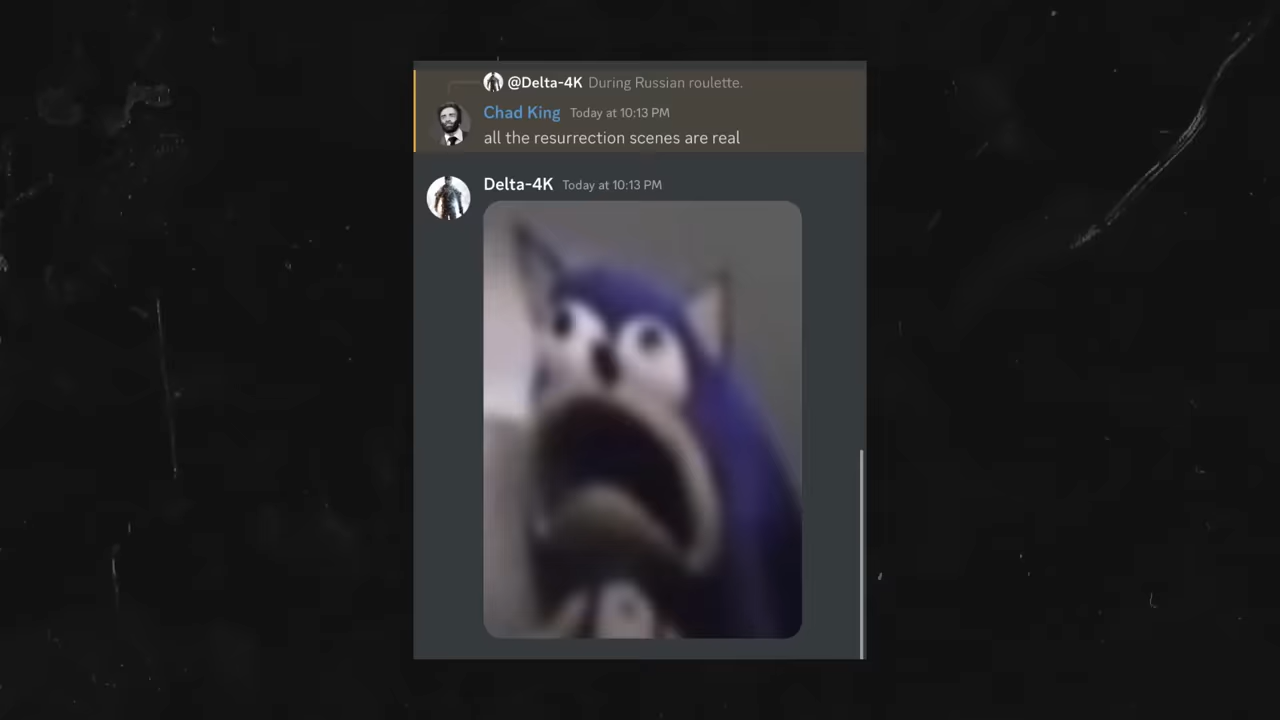 @Delta-4K During Russian roulette.
Chad King Today at 10:13 PM
all the resurrection scenes are real
Delta-4K Today at 10:13 PM